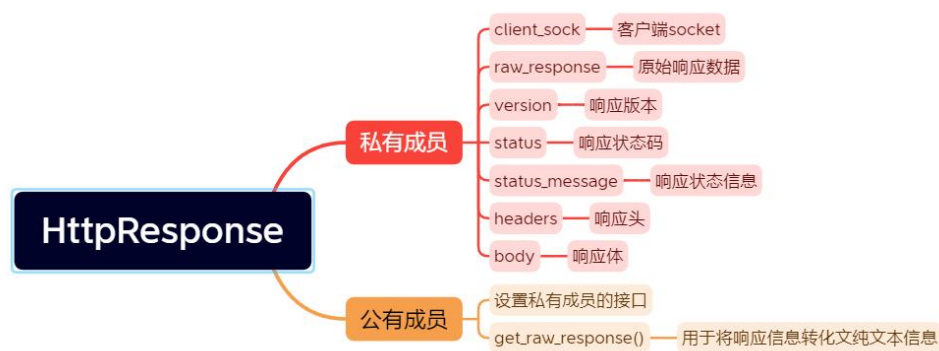 HttpResponse
私有成员
client_sock 客户端socket
raw_response 原始响应数据
version 响应版本
status 响应状态码
status_message 响应状态信息
headers 响应头
body 响应体
公有成员
设置私有成员的接口
get_raw_response() 用于将响应信息转化文纯文本信息